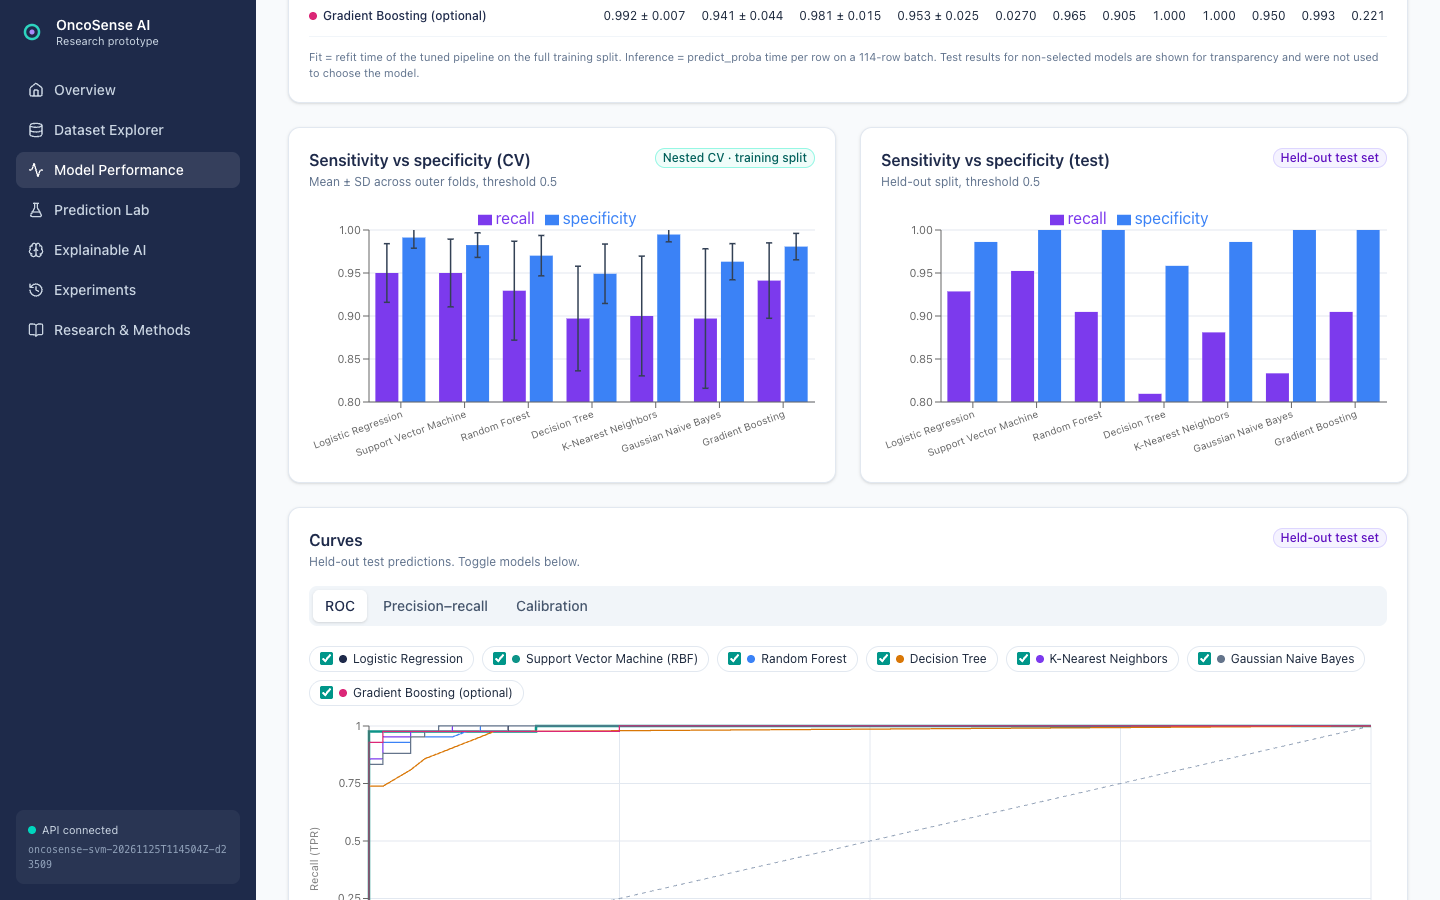 OncoSense AI
Research prototype
Overview
Dataset Explorer
Model Performance
Prediction Lab
Explainable AI
Experiments
Research & Methods
API connected
oncosense-svm-20261125T114504Z-d2
3509
Gradient Boosting (optional) 0.992 ± 0.007 0.941 ± 0.044 0.981 ± 0.015 0.953 ± 0.025 0.0270 0.965 0.905 1.000 1.000 0.950 0.993 0.221
Fit = refit time of the tuned pipeline on the full training split. Inference = predict_proba time per row on a 114-row batch. Test results for non-selected models are shown for transparency and were not used
to choose the model.
Sensitivity vs specificity (CV)
Nested CV · training split
Mean ± SD across outer folds, threshold 0.5
recall specificity
1.00
0.95
0.90
0.85
0.80
Logistic Regression
Support Vector Machine
Random Forest
Decision Tree
K-Nearest Neighbors
Gaussian Naive Bayes
Gradient Boosting
Sensitivity vs specificity (test)
Held-out test set
Held-out split, threshold 0.5
recall specificity
1.00
0.95
0.90
0.85
0.80
Logistic Regression
Support Vector Machine
Random Forest
Decision Tree
K-Nearest Neighbors
Gaussian Naive Bayes
Gradient Boosting
Curves
Held-out test set
Held-out test predictions. Toggle models below.
ROC Precision–recall Calibration
Logistic Regression Support Vector Machine (RBF) Random Forest Decision Tree K-Nearest Neighbors Gaussian Naive Bayes
Gradient Boosting (optional)
1
0.75
0.5
0.25
Recall (TPR)